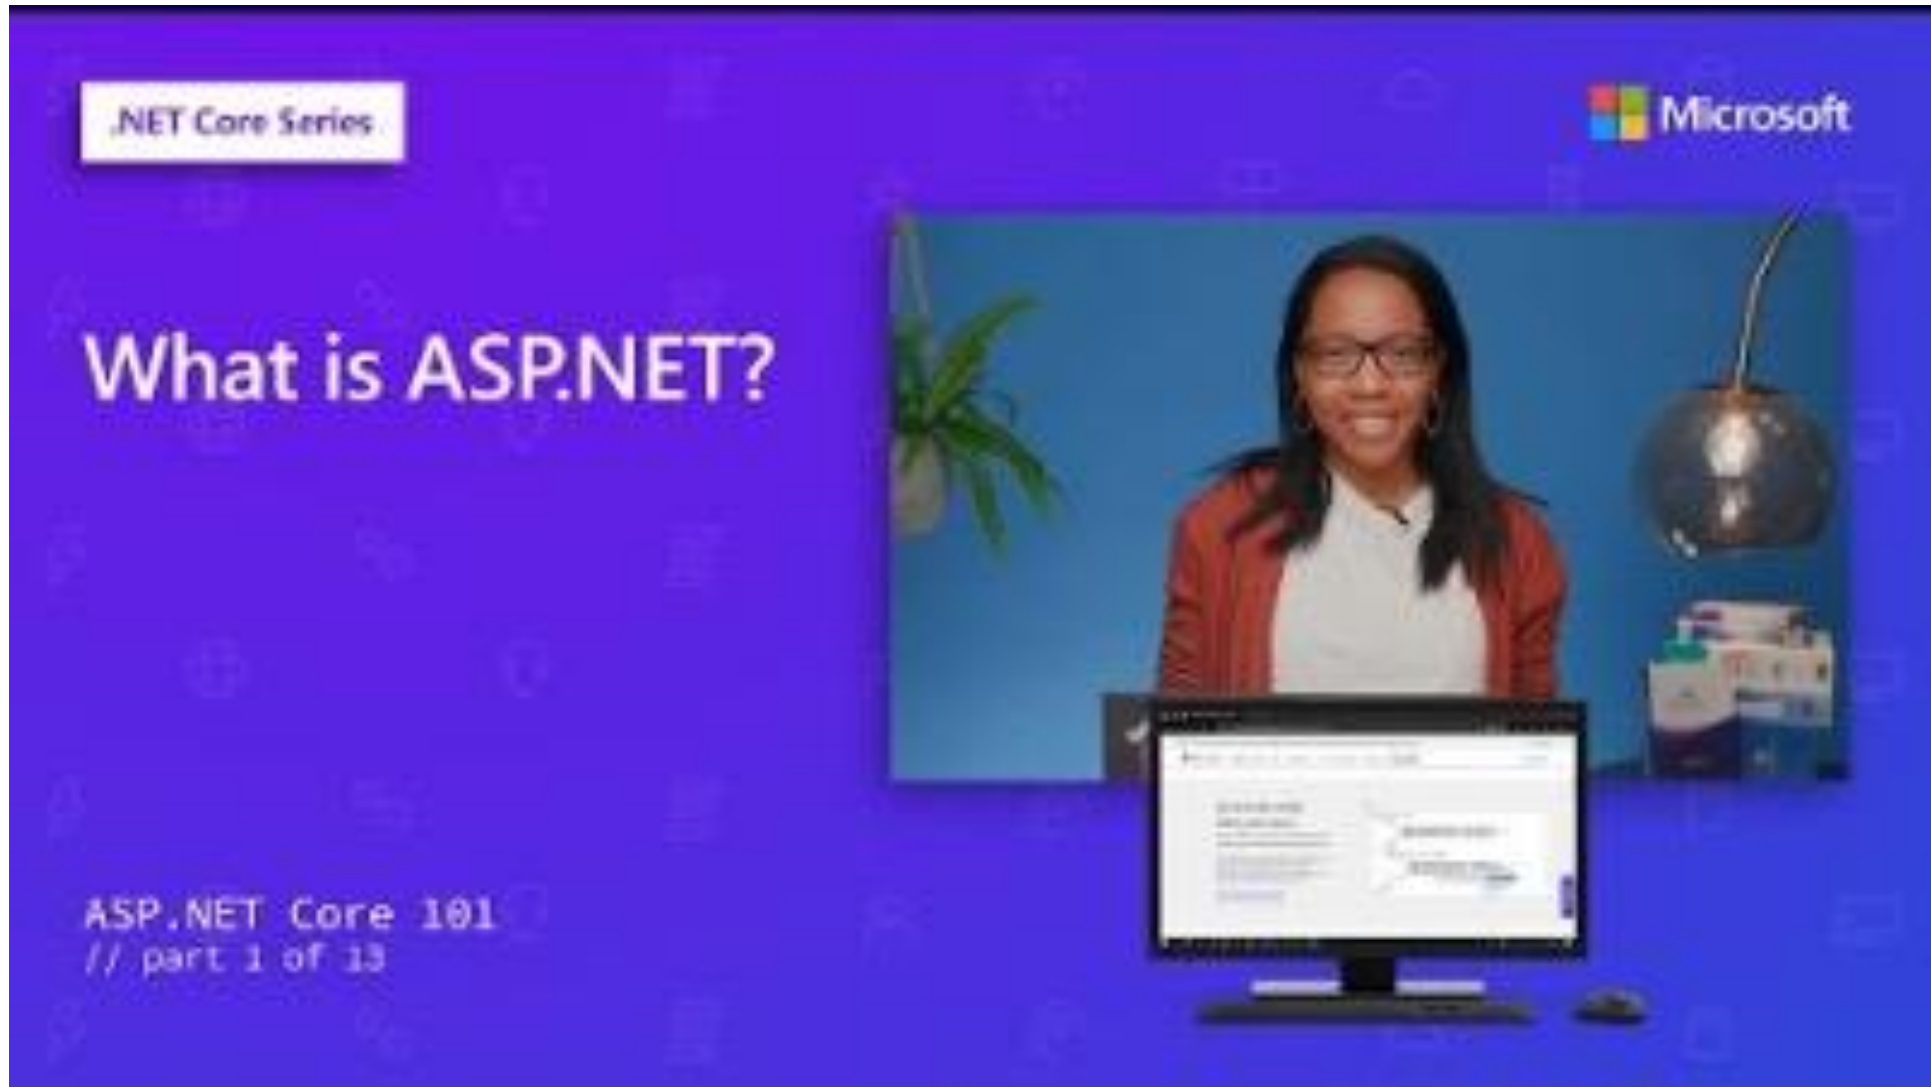 .NET Core Series
Microsoft
What is ASP.NET?
ASP.NET Core 101
// part 1 of 13